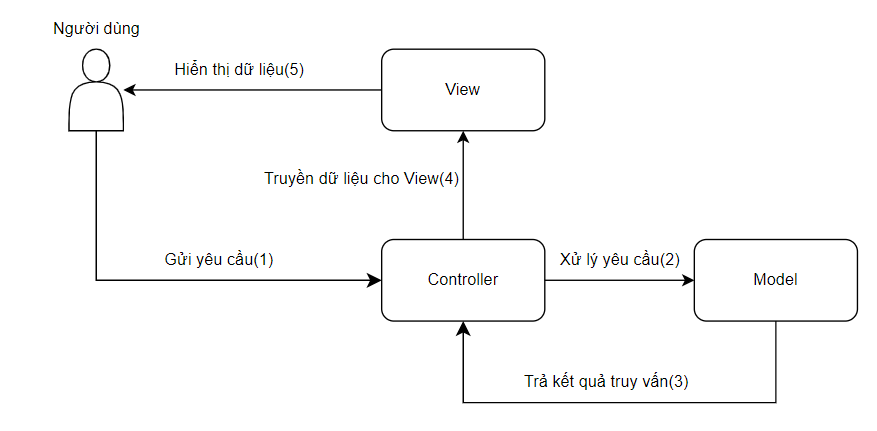 Người dùng
Hiển thị dữ liệu(5)
View
Truyền dữ liệu cho View(4)
Gửi yêu cầu(1)
Controller
Xử lý yêu cầu(2)
Model
Trả kết quả truy vấn(3)